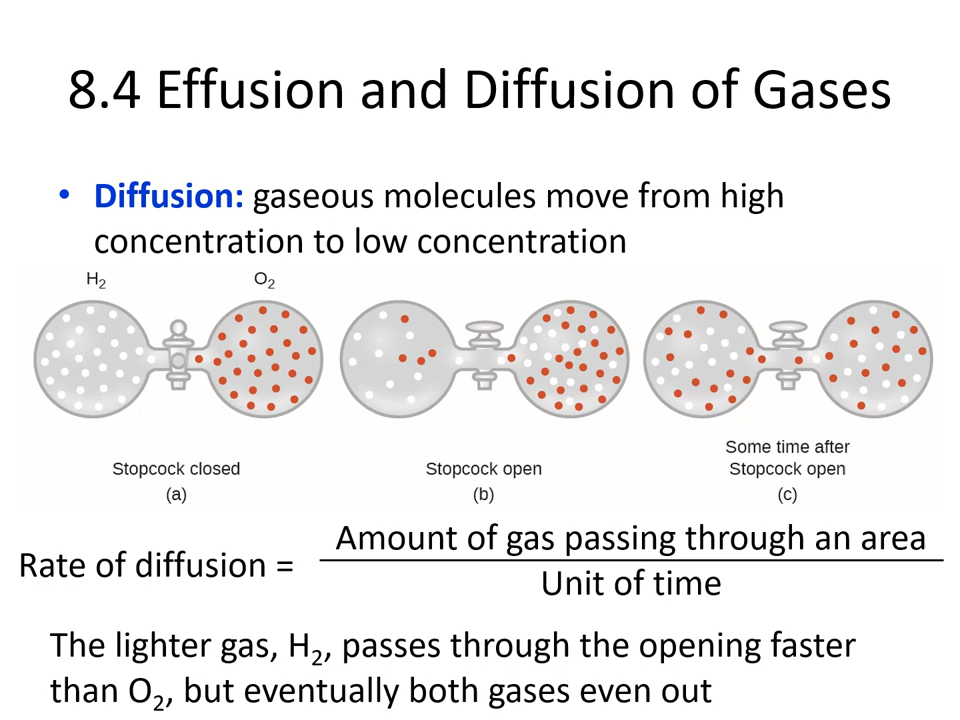 8.4 Effusion and Diffusion of Gases
• Diffusion: gaseous molecules move from high
concentration to low concentration
H₂
O₂
Stopcock closed
(a)
Stopcock open
(b)
Some time after
Stopcock open
(c)
Rate of diffusion =
Amount of gas passing through an area
Unit of time
The lighter gas, H₂, passes through the opening faster
than O₂, but eventually both gases even out